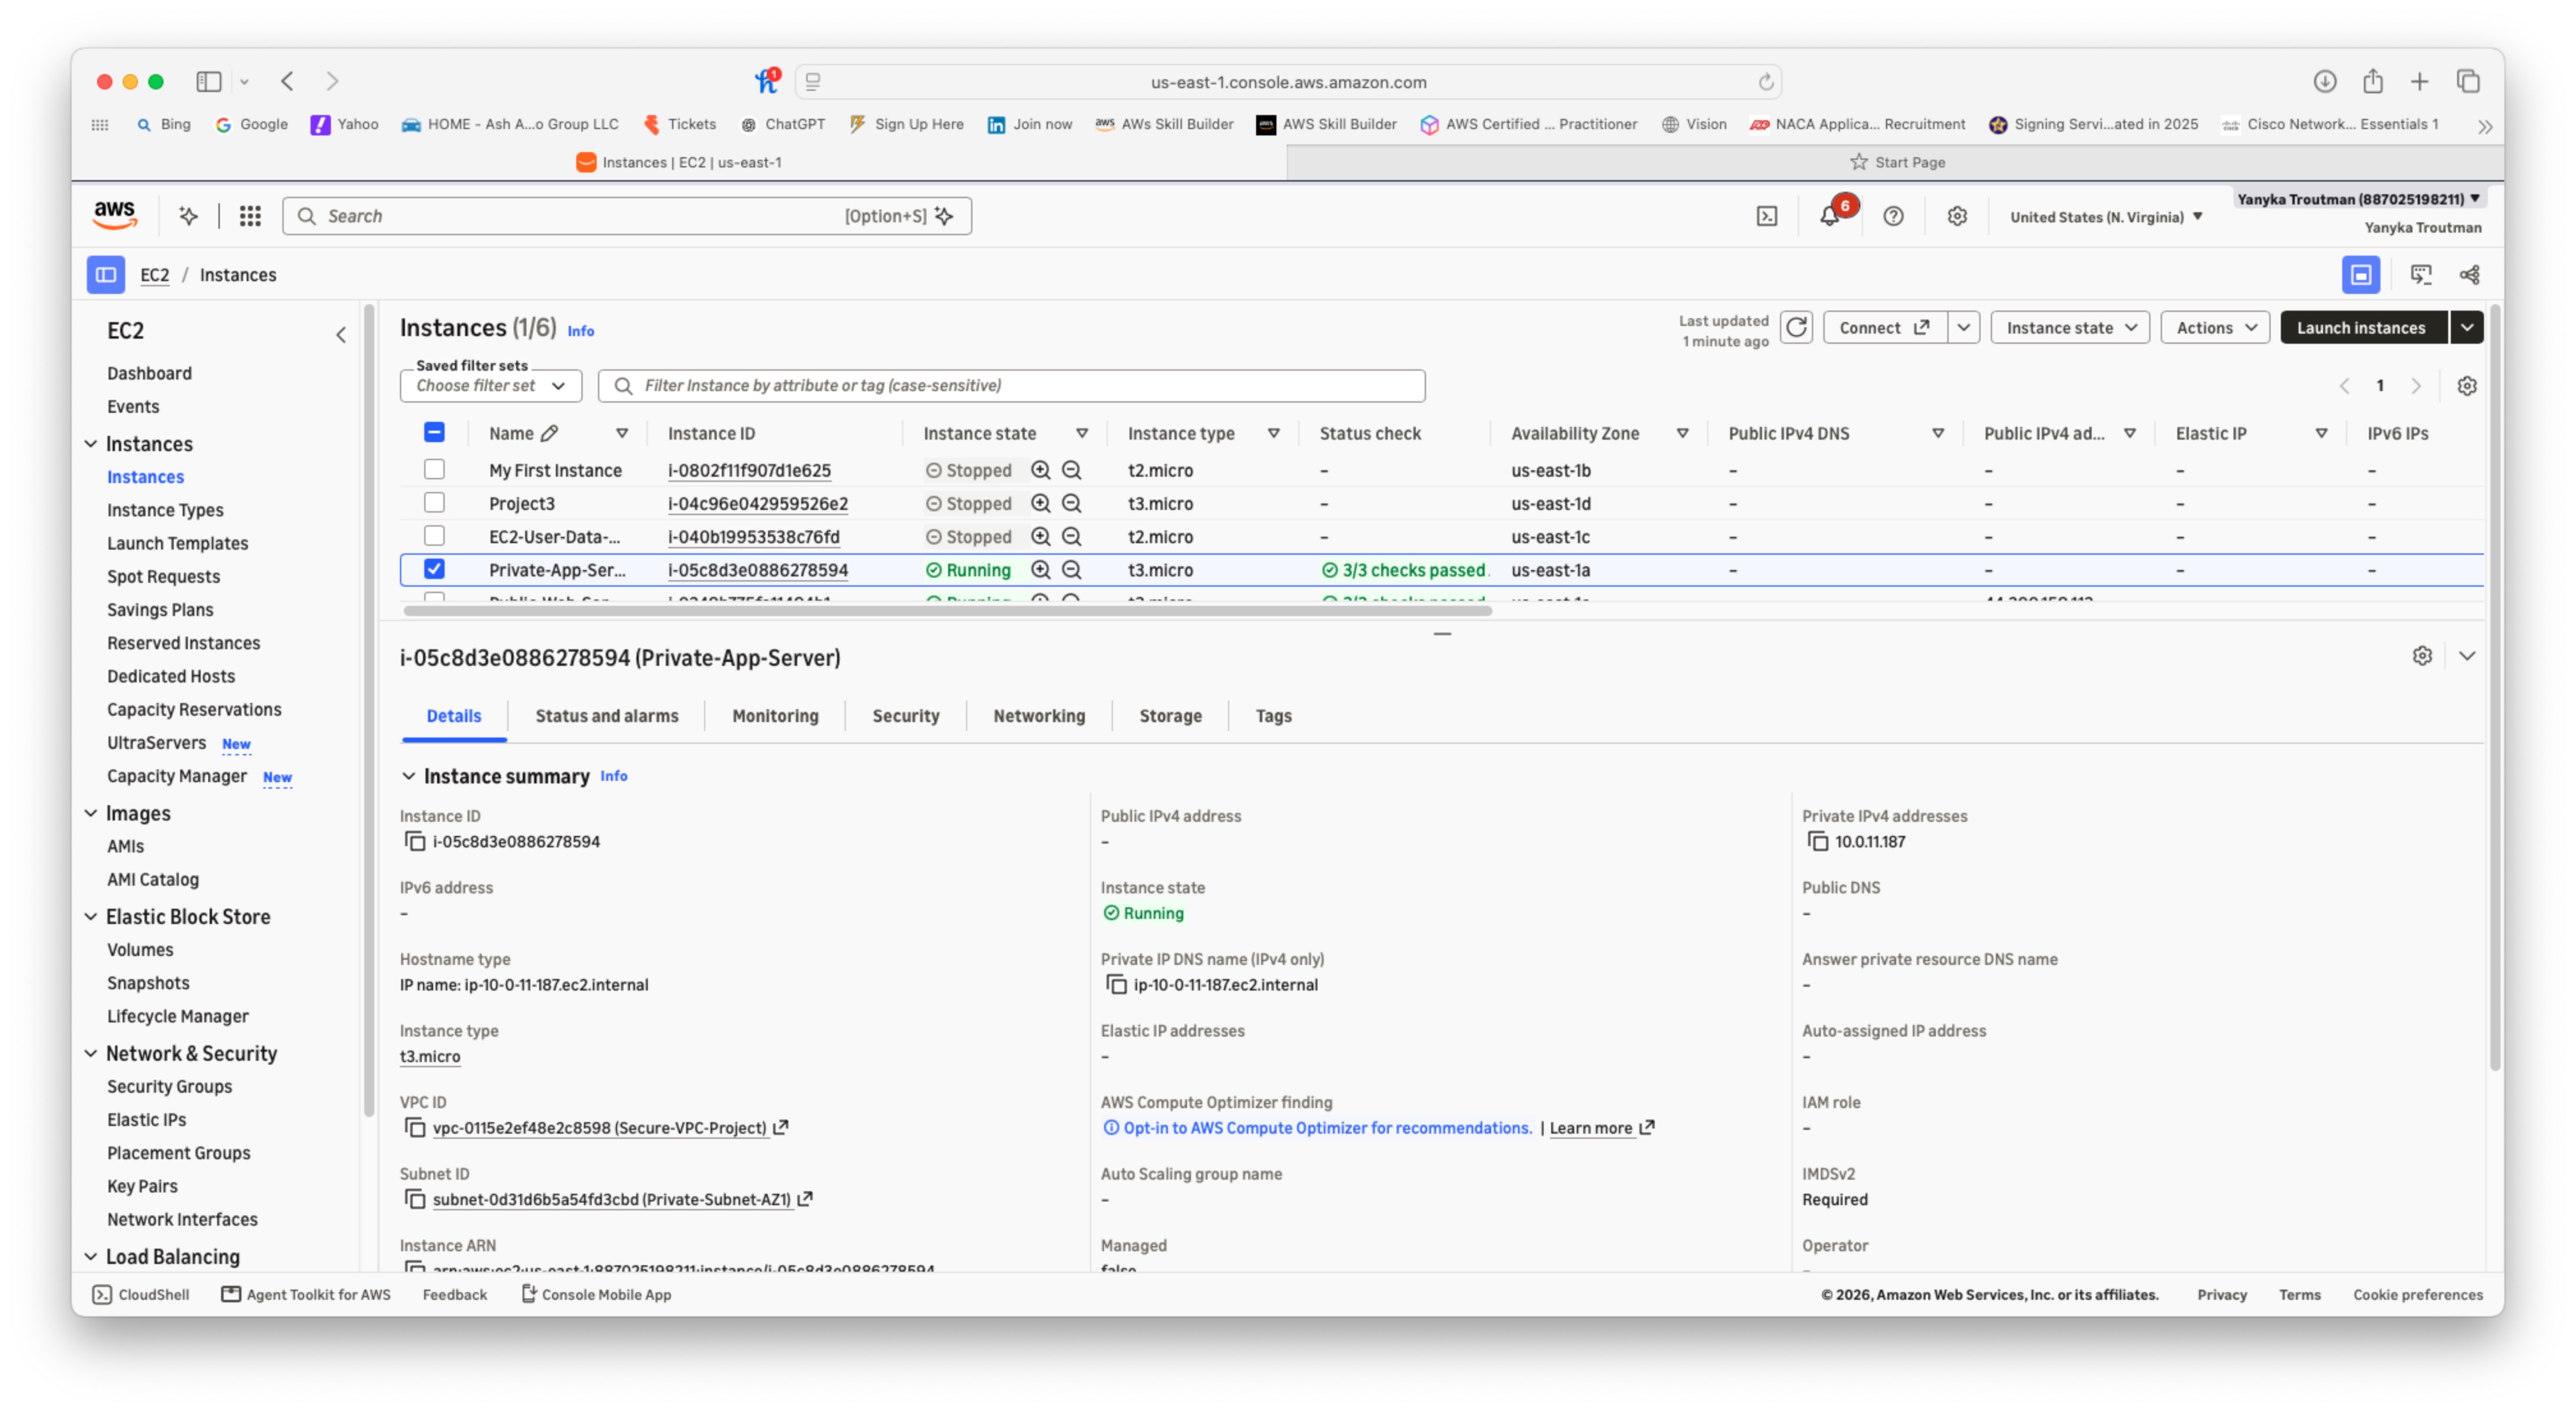 1
us-east-1.console.aws.amazon.com
Bing Google Yahoo HOME - Ash A...o Group LLC Tickets ChatGPT Sign Up Here Join now aws AWs Skill Builder AWS Skill Builder AWS Certified ... Practitioner Vision NACA Applica... Recruitment Signing Servi...ated in 2025 Cisco Network... Essentials 1
Instances | EC2 | us-east-1 Start Page
aws Search [Option+S] 6 United States (N. Virginia) Yanyka Troutman (887025198211)
Yanyka Troutman
EC2 / Instances
EC2
Dashboard
Events
Instances
Instances
Instance Types
Launch Templates
Spot Requests
Savings Plans
Reserved Instances
Dedicated Hosts
Capacity Reservations
UltraServers New
Capacity Manager New
Images
AMIs
AMI Catalog
Elastic Block Store
Volumes
Snapshots
Lifecycle Manager
Network & Security
Security Groups
Elastic IPs
Placement Groups
Key Pairs
Network Interfaces
Load Balancing
Instances (1/6) Info
Last updated
1 minute ago
Connect Instance state Actions Launch instances
Saved filter sets
Choose filter set Filter Instance by attribute or tag (case-sensitive) 1
Name Instance ID Instance state Instance type Status check Availability Zone Public IPv4 DNS Public IPv4 ad... Elastic IP IPv6 IPs
My First Instance i-0802f11f907d1e625 Stopped t2.micro – us-east-1b – – – –
Project3 i-04c96e042959526e2 Stopped t3.micro – us-east-1d – – – –
EC2-User-Data-... i-040b19953538c76fd Stopped t2.micro – us-east-1c – – – –
Private-App-Ser... i-05c8d3e0886278594 Running t3.micro 3/3 checks passed us-east-1a – – – –
i-05c8d3e0886278594 (Private-App-Server)
Details Status and alarms Monitoring Security Networking Storage Tags
Instance summary Info
Instance ID
i-05c8d3e0886278594
Public IPv4 address
–
Private IPv4 addresses
10.0.11.187
IPv6 address
–
Instance state
Running
Public DNS
–
Hostname type
IP name: ip-10-0-11-187.ec2.internal
Private IP DNS name (IPv4 only)
ip-10-0-11-187.ec2.internal
Answer private resource DNS name
–
Instance type
t3.micro
Elastic IP addresses
–
Auto-assigned IP address
–
VPC ID
vpc-0115e2ef48e2c8598 (Secure-VPC-Project)
AWS Compute Optimizer finding
Opt-in to AWS Compute Optimizer for recommendations. | Learn more
IAM role
–
Subnet ID
subnet-0d31d6b5a54fd3cbd (Private-Subnet-AZ1)
Auto Scaling group name
–
IMDSv2
Required
Instance ARN
arn:aws:ec2:us-east-1:887025198211:instance/i-05c8d3e0886278594
Managed
false
Operator
–
CloudShell Agent Toolkit for AWS Feedback Console Mobile App © 2026, Amazon Web Services, Inc. or its affiliates. Privacy Terms Cookie preferences